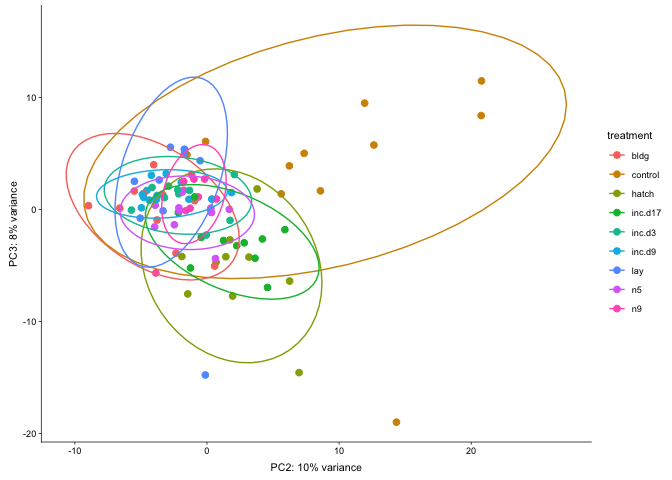 10
0
-10
-20
PC3: 8% variance
-10
0
10
20
PC2: 10% variance
treatment
bldg
control
hatch
inc.d17
inc.d3
inc.d9
lay
n5
n9